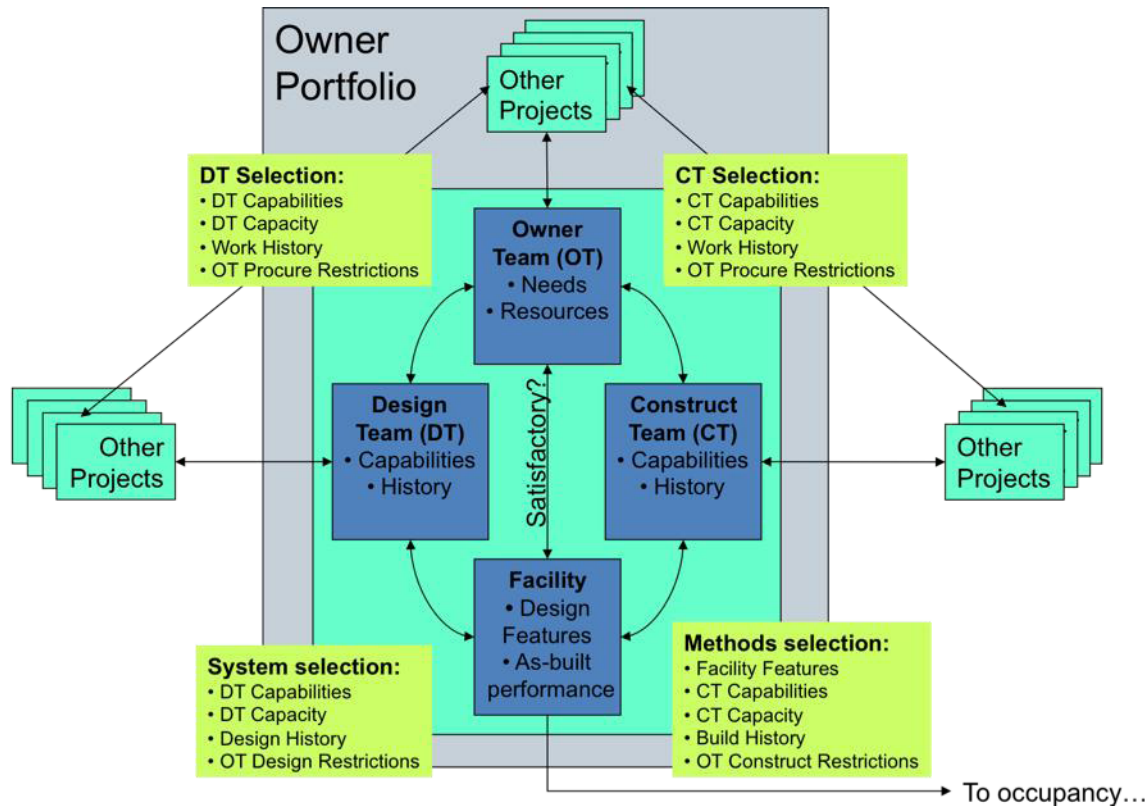 Owner
Portfolio
Other
Projects
DT Selection:
• DT Capabilities
• DT Capacity
• Work History
• OT Procure Restrictions
CT Selection:
• CT Capabilities
• CT Capacity
• Work History
• OT Procure Restrictions
Owner
Team (OT)
• Needs
• Resources
Other
Projects
Design
Team (DT)
• Capabilities
• History
Satisfactory?
Construct
Team (CT)
• Capabilities
• History
Other
Projects
Facility
• Design
Features
• As-built
performance
System selection:
• DT Capabilities
• DT Capacity
• Design History
• OT Design Restrictions
Methods selection:
• Facility Features
• CT Capabilities
• CT Capacity
• Build History
• OT Construct Restrictions
To occupancy…